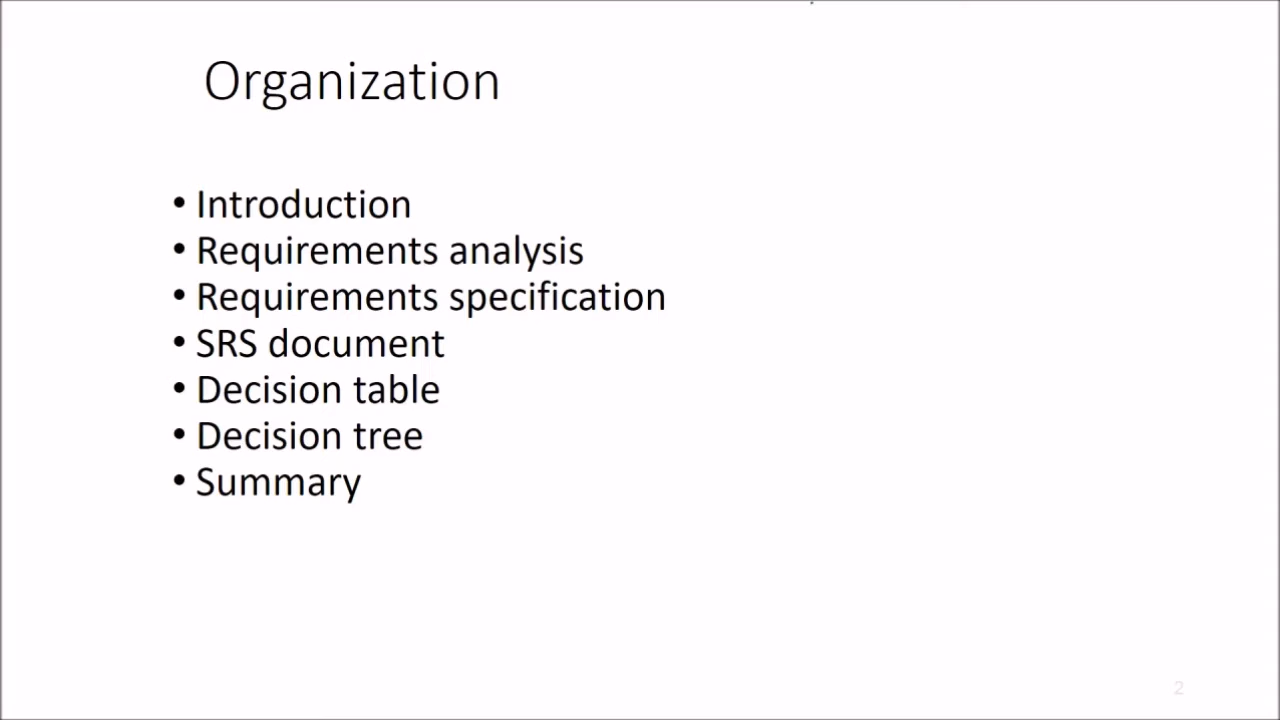 Organization
• Introduction
• Requirements analysis
• Requirements specification
• SRS document
• Decision table
• Decision tree
• Summary
2